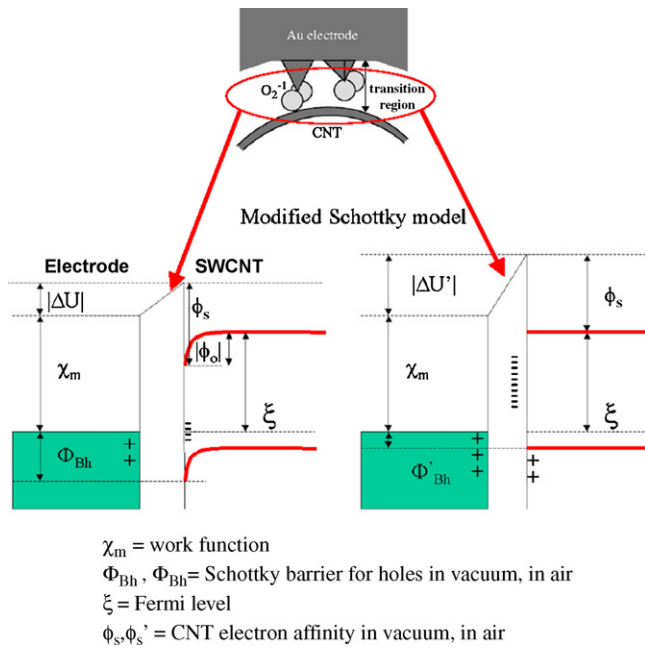 Au electrode
O₂⁻¹
transition
region
CNT
Modified Schottky model
Electrode SWCNT
|ΔU|
ϕs
|ϕo|
χm
ξ
ΦBh
+ +
+
|ΔU'|
ϕs
χm
ξ
Φ'Bh
+ +
+ +
+
χm = work function
ΦBh , ΦBh= Schottky barrier for holes in vacuum, in air
ξ = Fermi level
ϕs,ϕs' = CNT electron affinity in vacuum, in air